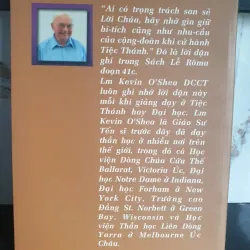 "Ai có trọng trách san sẻ
Lời Chúa, hãy nhớ gìn giữ
bí-tích cũng như nhu-cầu
của cộng-đoàn khi cử hành
Tiệc Thánh." Đó là lời dặn
ghi trong Sách Lễ Rôma
đoạn 41c.
Lm Kevin O'Shea DCCT
luôn ghi nhớ lời dặn này
mỗi khi giảng dạy ở Tiệc
Thánh hay Đại học. Lm
Kevin O'Shea là Giáo Sư
Tến sĩ trước đây đã dạy
thần học ở nhiều nơi trên
thế giới, trong đó có Học
viện Dòng Chúa Cứu Thế
Ballarat, Victoria Úc, Đại
học Notre Dame ở Indiana,
Đại học Forham ở New
York City, Trường cao
Đẳng St. Norbett ở Green
Bay, Wisconsin và Học
viện Thần học Liên Dòng
Yarra ở Melbourne Úc
Châu.